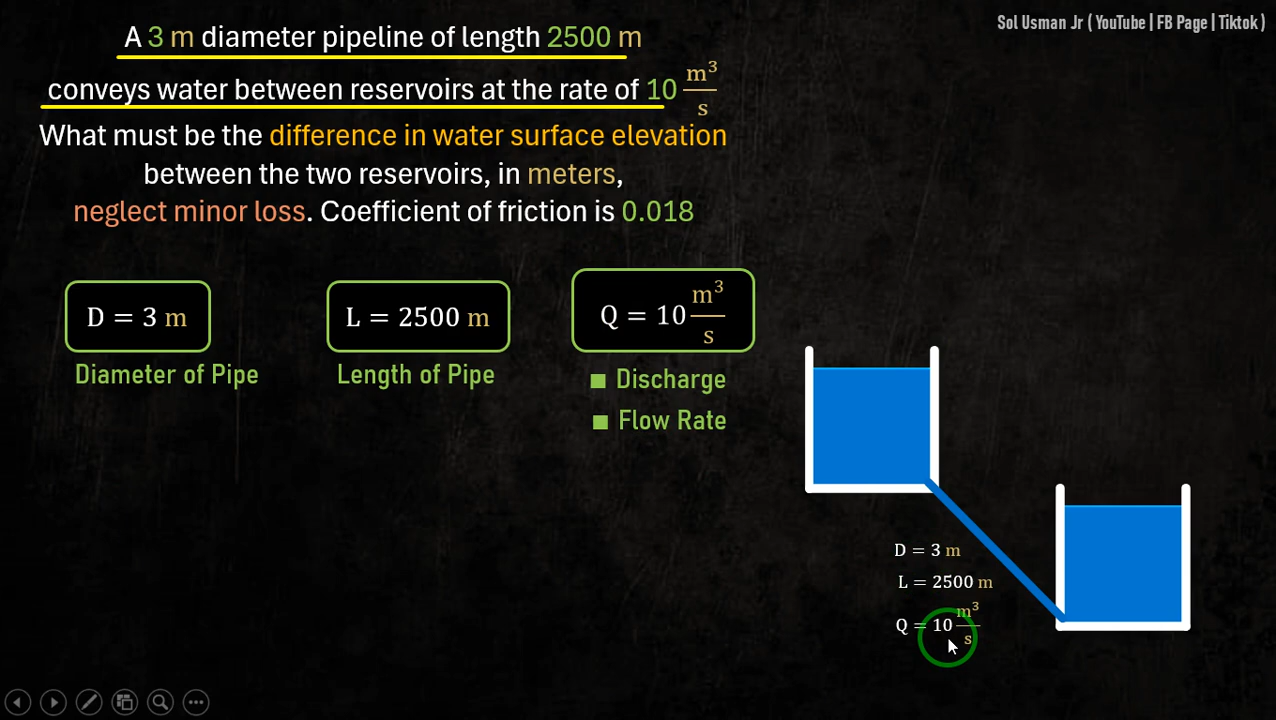 Sol Usman Jr ( YouTube | FB Page | Tiktok )
A 3 m diameter pipeline of length 2500 m
conveys water between reservoirs at the rate of 10 m³/s
What must be the difference in water surface elevation
between the two reservoirs, in meters,
neglect minor loss. Coefficient of friction is 0.018
D = 3 m
Diameter of Pipe
L = 2500 m
Length of Pipe
Q = 10 m³/s
■ Discharge
■ Flow Rate
D = 3 m
L = 2500 m
Q = 10 m³/s